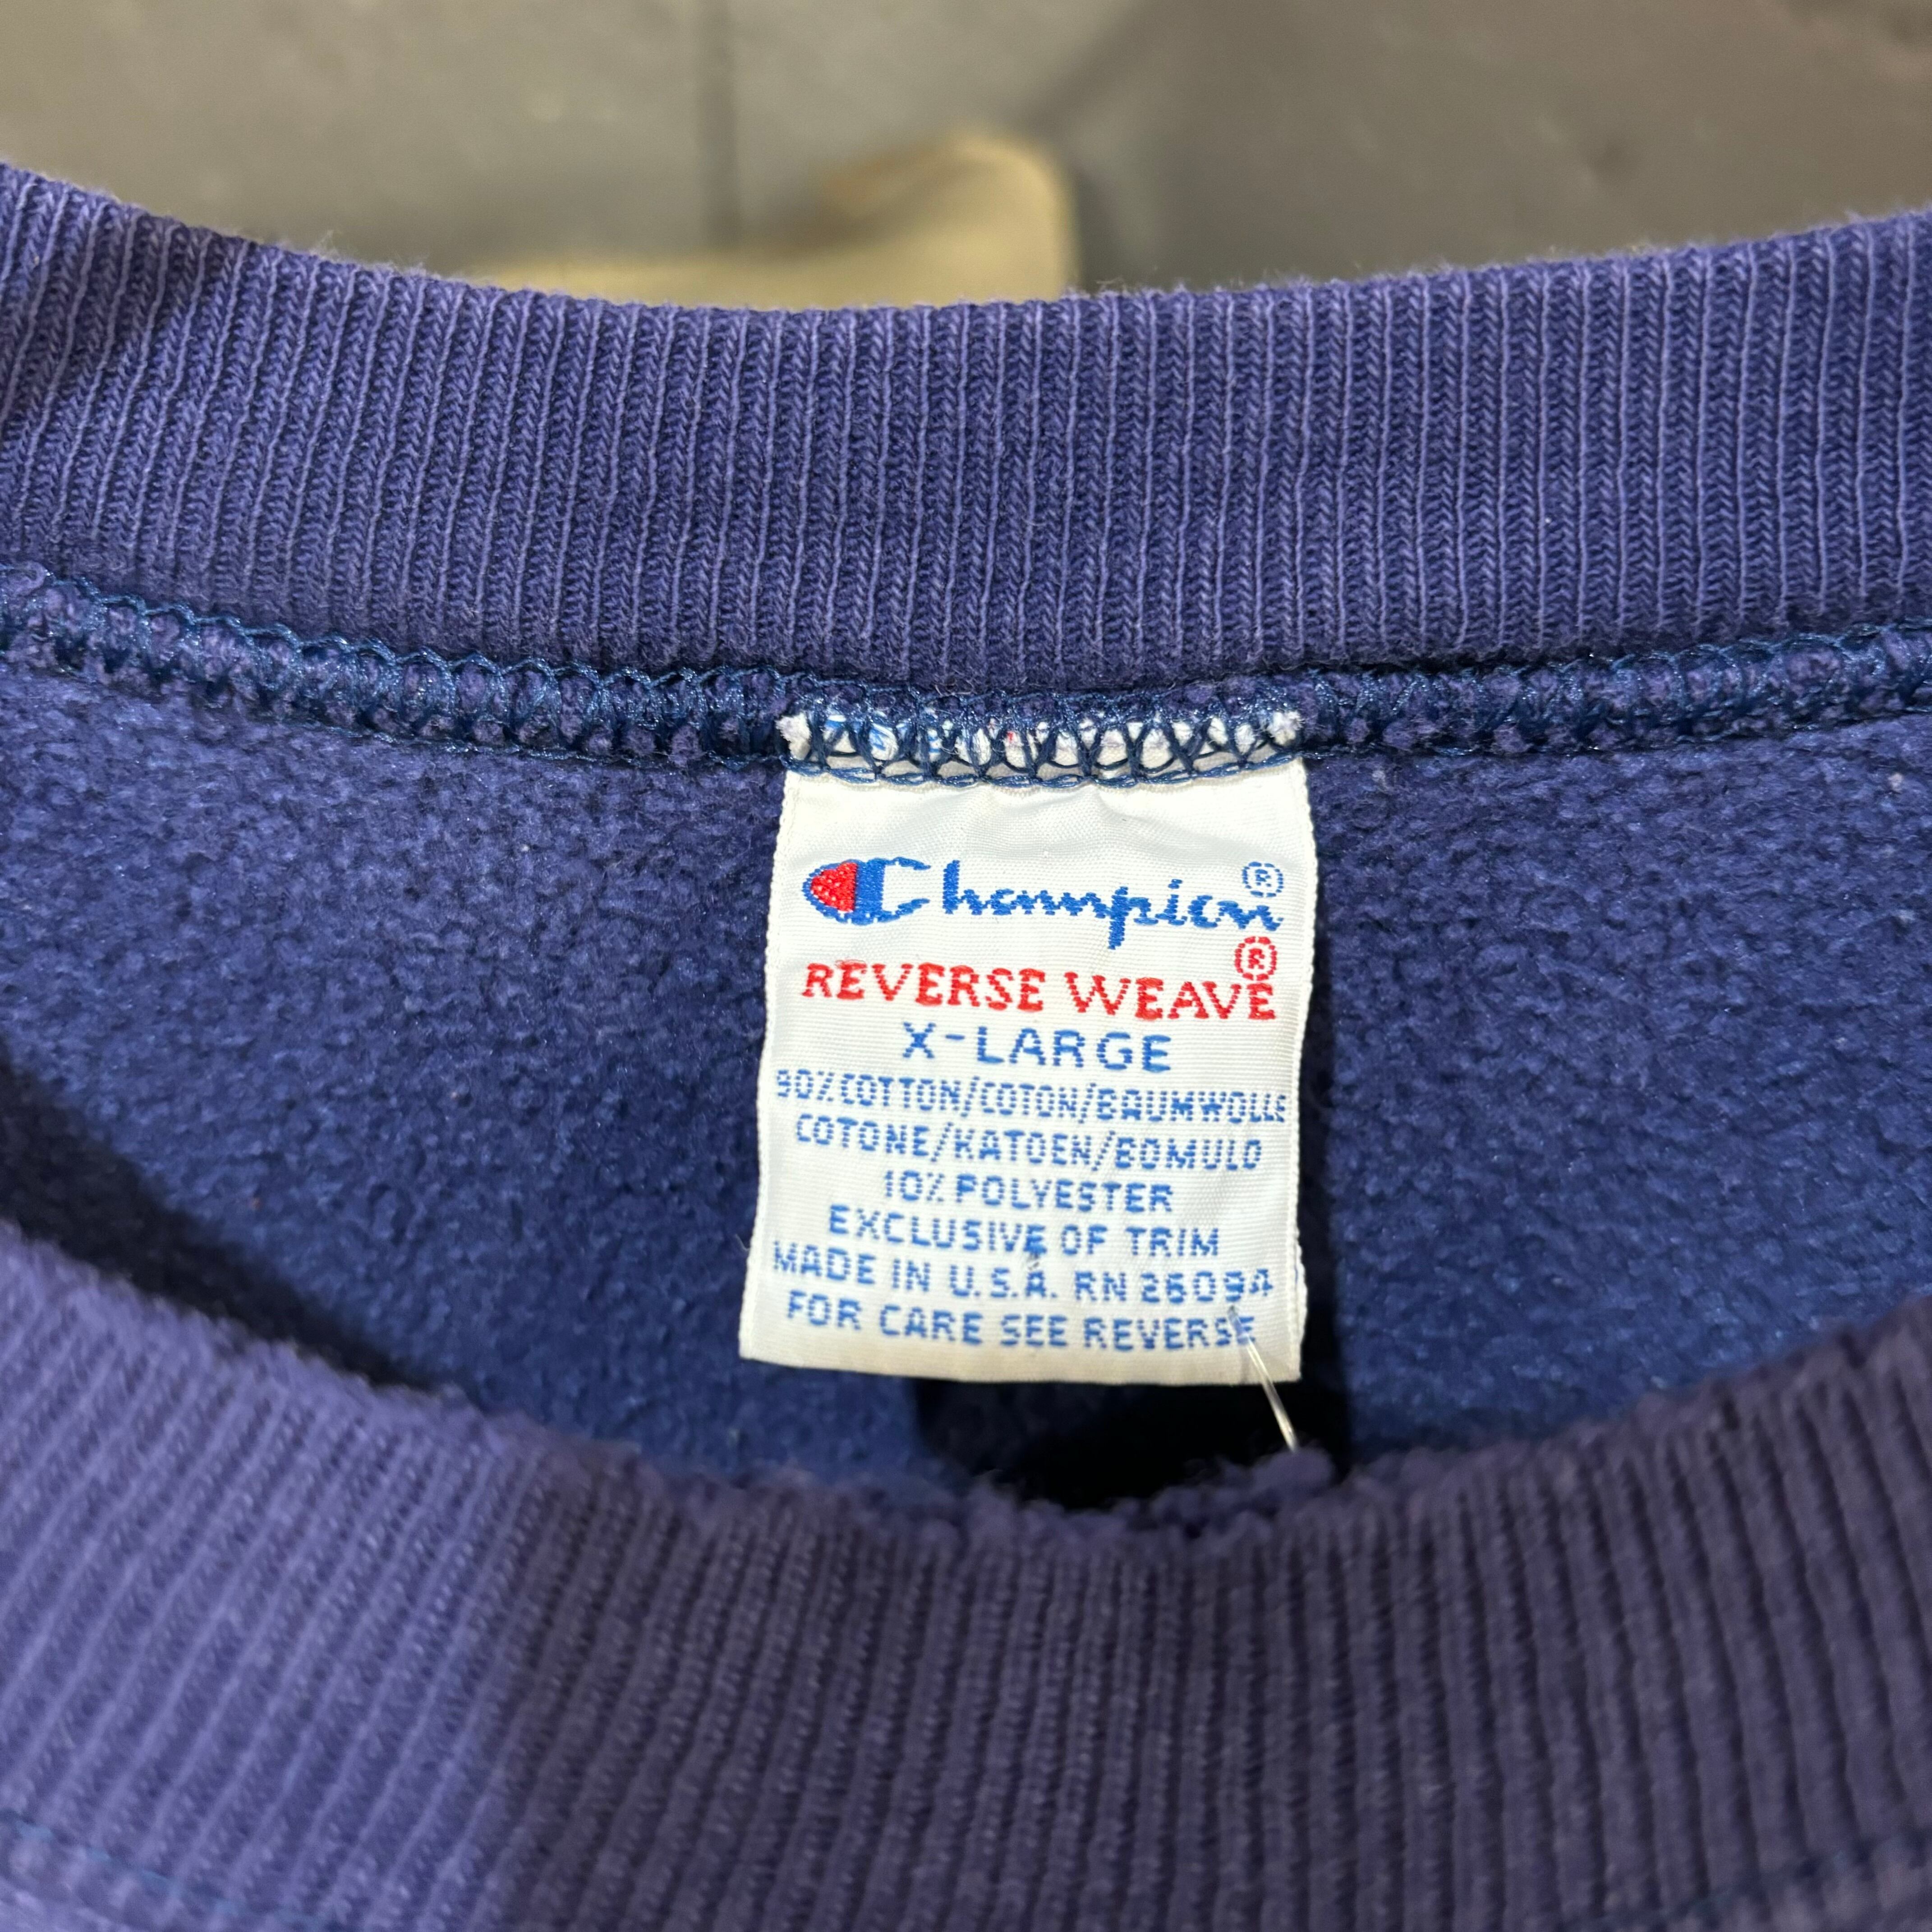 Champion®
REVERSE WEAVE®
X-LARGE
90% COTTON/COTON/BAUMWOLLE
COTONE/KATOEN/BOMULD
10% POLYESTER
EXCLUSIVE OF TRIM
MADE IN U.S.A. RN 26094
FOR CARE SEE REVERSE